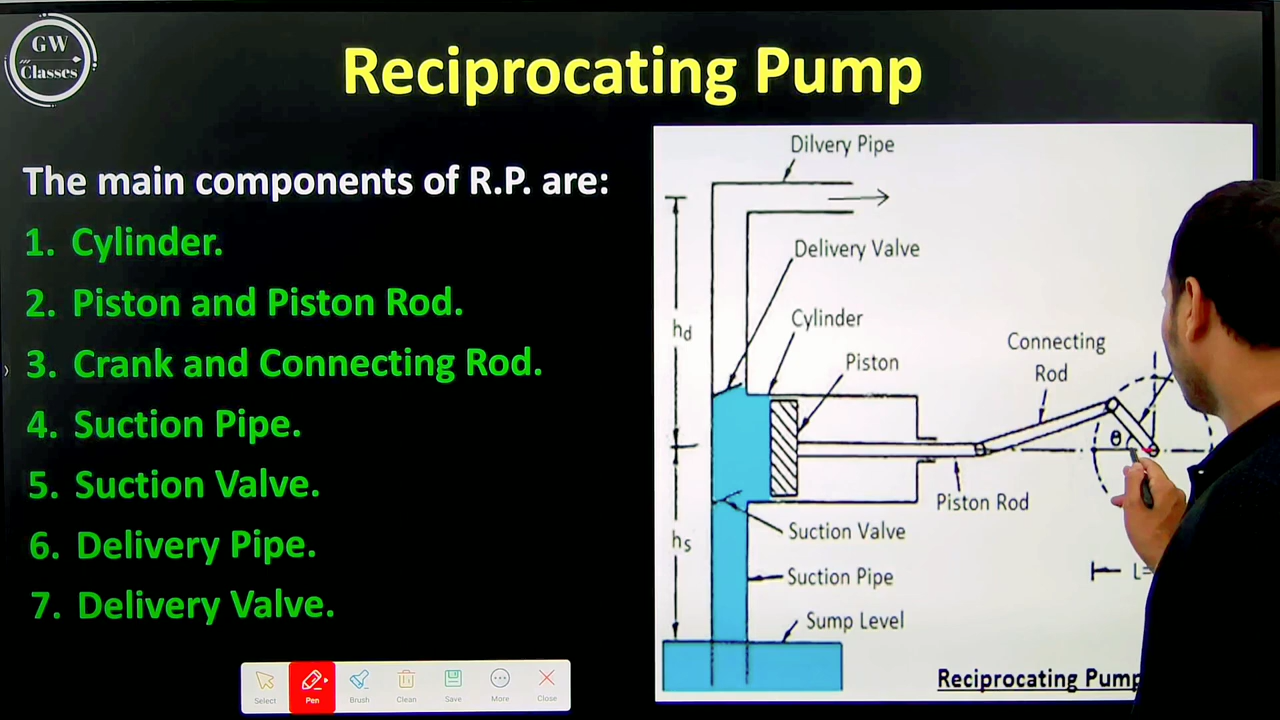 GW
Classes
Reciprocating Pump
The main components of R.P. are:
1. Cylinder.
2. Piston and Piston Rod.
3. Crank and Connecting Rod.
4. Suction Pipe.
5. Suction Valve.
6. Delivery Pipe.
7. Delivery Valve.
Dilvery Pipe
Delivery Valve
hd
Cylinder
Piston
Connecting
Rod
θ
Piston Rod
Suction Valve
hs
Suction Pipe
L=
Sump Level
Reciprocating Pump
Select
Pen
Brush
Clean
Save
More
Close